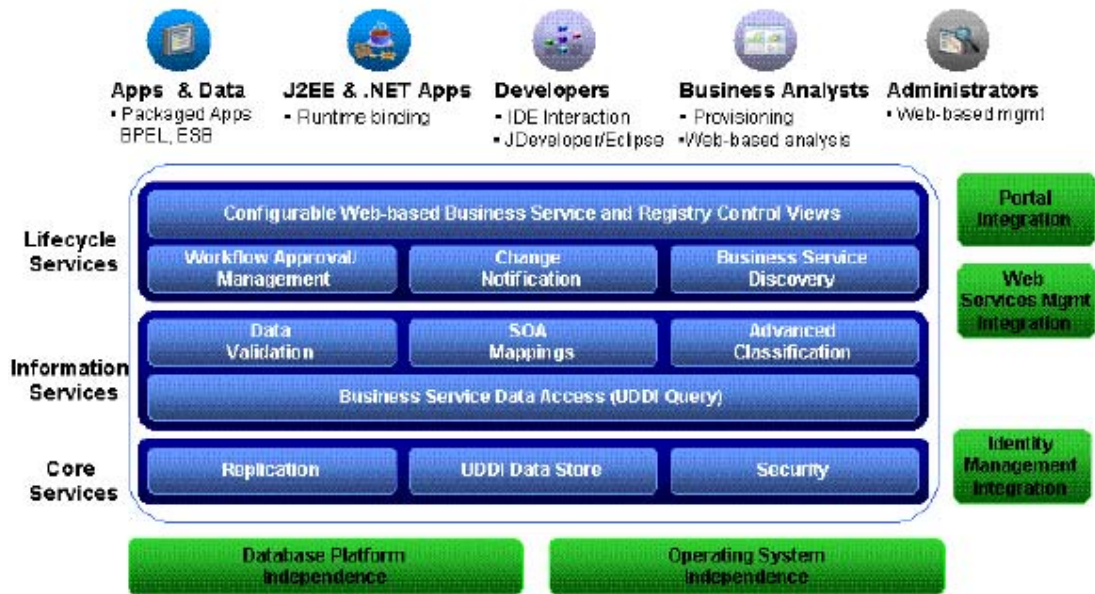 Apps & Data
J2EE & .NET Apps
Developers
Business Analysts
Administrators
▪ Packaged Apps
BPEL, ESB
▪ Runtime binding
▪ IDE Interaction
▪ JDeveloper/Eclipse
▪ Provisioning
▪Web-based analysis
▪ Web-based mgmt
Lifecycle
Services
Configurable Web-based Business Service and Registry Control Views
Workflow Approval/
Management
Change
Notification
Business Service
Discovery
Information
Services
Data
Validation
SOA
Mappings
Advanced
Classification
Business Service Data Access (UDDI Query)
Core
Services
Replication
UDDI Data Store
Security
Portal
Integration
Web
Services Mgmt
Integration
Identity
Management
Integration
Database Platform
Independence
Operating System
Independence